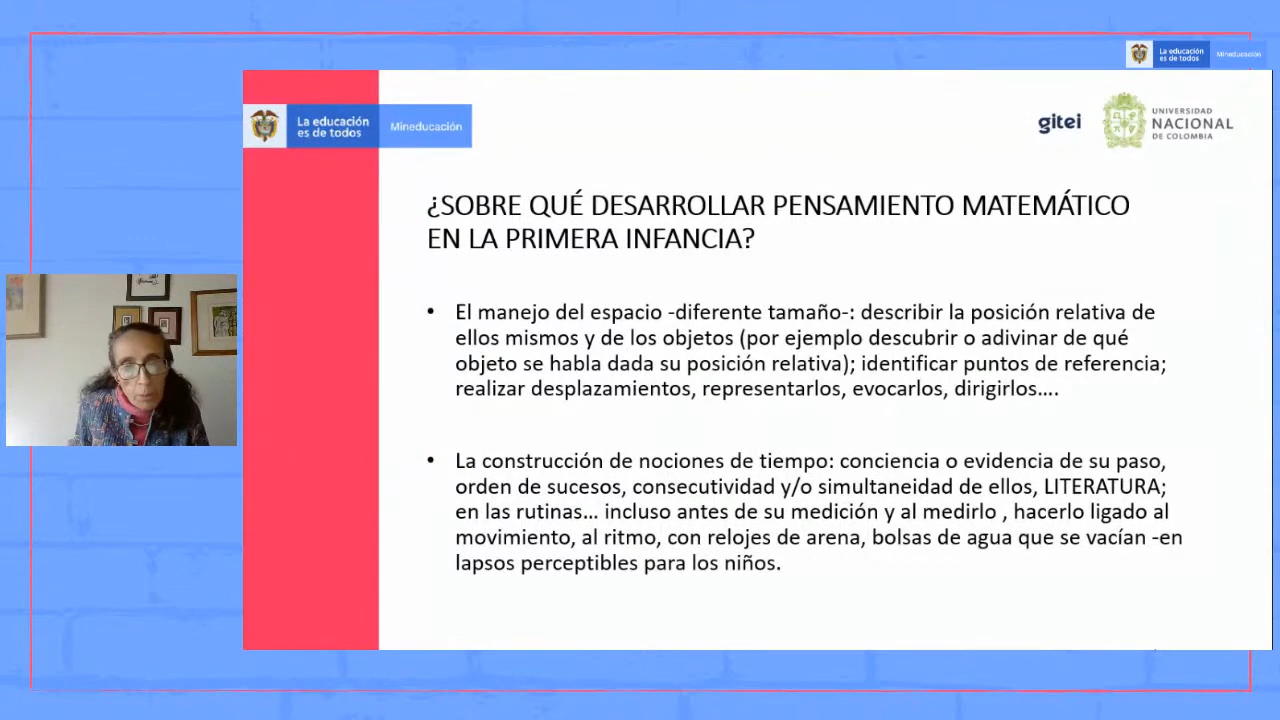 La educación
es de todos
Mineducación
La educación
es de todos
Mineducación
gitei
UNIVERSIDAD
NACIONAL
DE COLOMBIA
¿SOBRE QUÉ DESARROLLAR PENSAMIENTO MATEMÁTICO
EN LA PRIMERA INFANCIA?
• El manejo del espacio -diferente tamaño-: describir la posición relativa de
ellos mismos y de los objetos (por ejemplo descubrir o adivinar de qué
objeto se habla dada su posición relativa); identificar puntos de referencia;
realizar desplazamientos, representarlos, evocarlos, dirigirlos….
• La construcción de nociones de tiempo: conciencia o evidencia de su paso,
orden de sucesos, consecutividad y/o simultaneidad de ellos, LITERATURA;
en las rutinas… incluso antes de su medición y al medirlo , hacerlo ligado al
movimiento, al ritmo, con relojes de arena, bolsas de agua que se vacían -en
lapsos perceptibles para los niños.